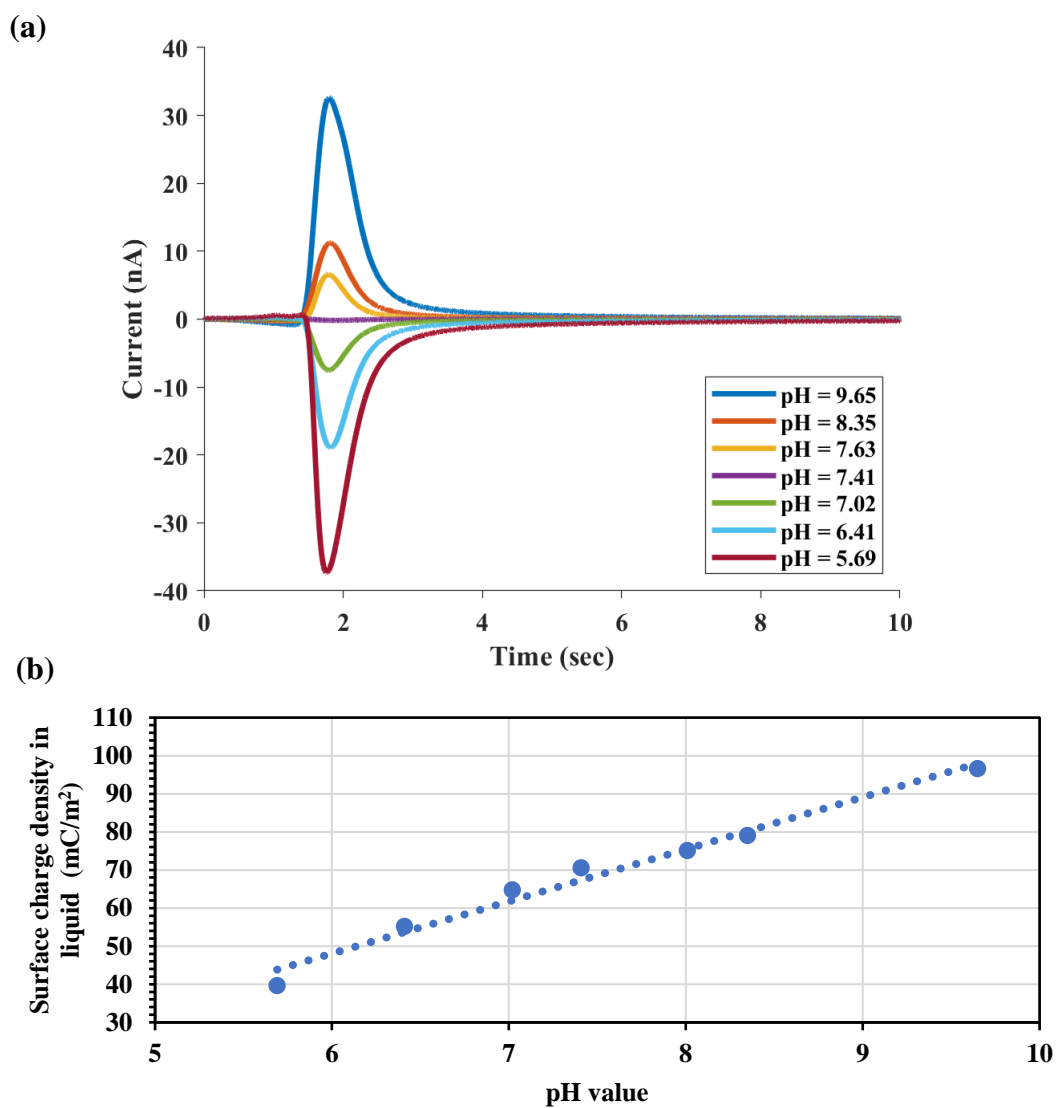 (a)
40
30
20
10
0
-10
-20
-30
-40
Current (nA)
pH = 9.65
pH = 8.35
pH = 7.63
pH = 7.41
pH = 7.02
pH = 6.41
pH = 5.69
0 2 4 6 8 10
Time (sec)
(b)
Surface charge density in
liquid (mC/m²)
110
100
90
80
70
60
50
40
30
5 6 7 8 9 10
pH value